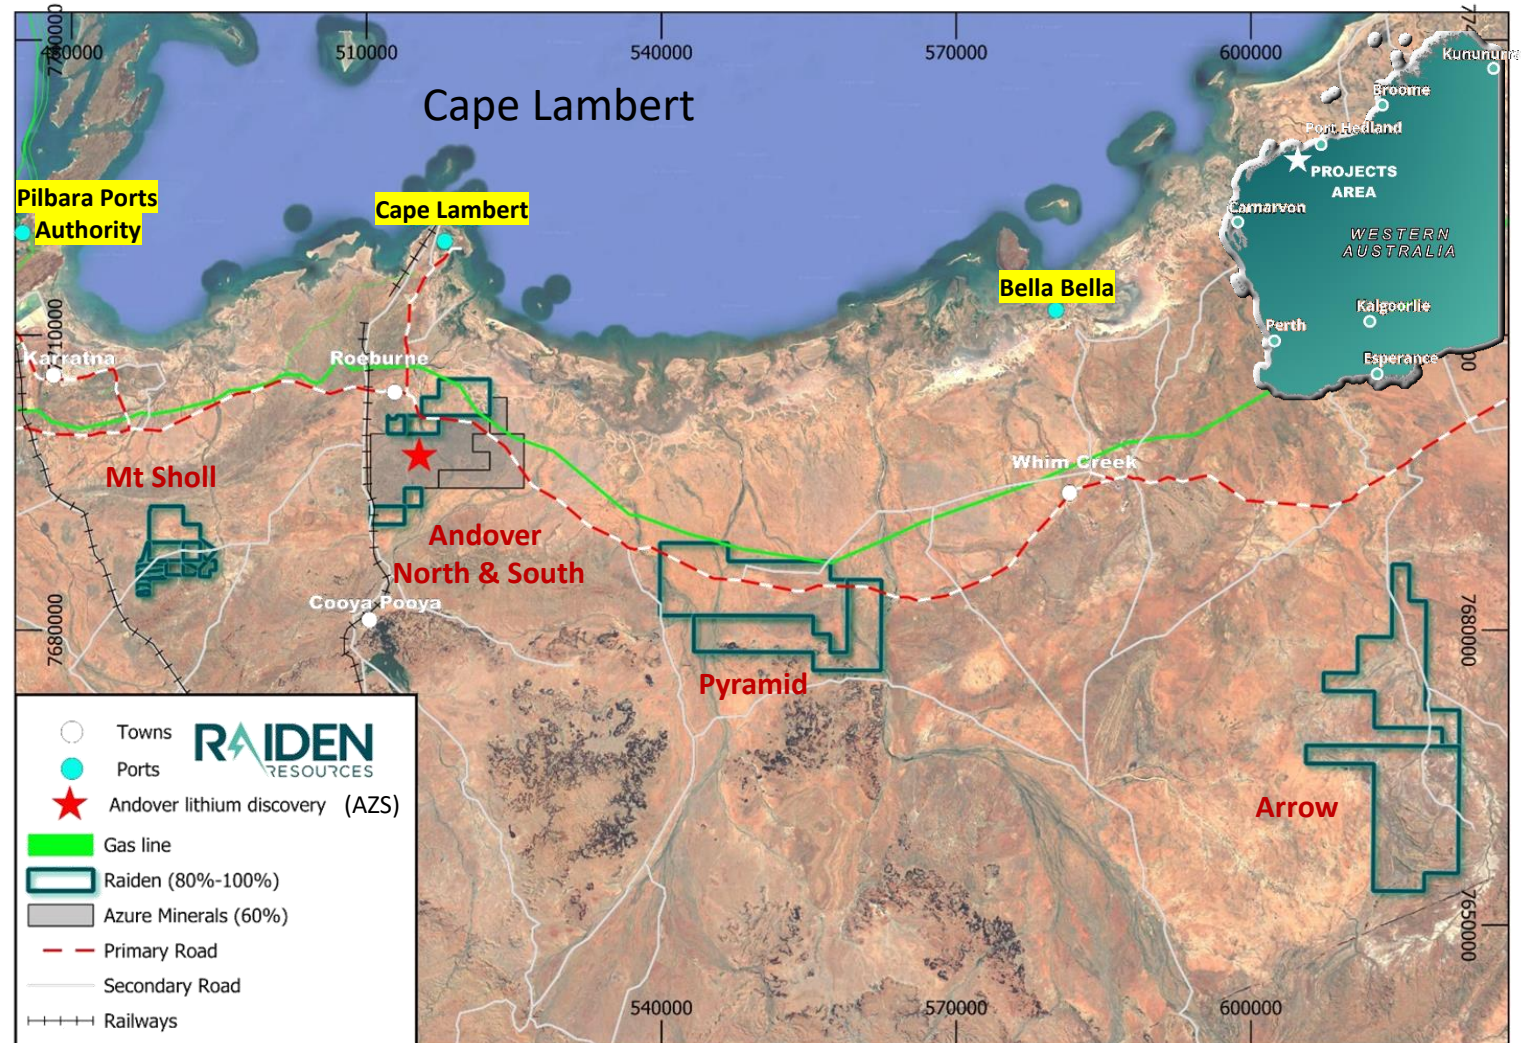 480000
510000
540000
570000
600000
Kununurra
Broome
Port Hedland
PROJECTS
AREA
Carnarvon
WESTERN
AUSTRALIA
Kalgoorlie
Perth
Esperance
Cape Lambert
Pilbara Ports
Authority
Cape Lambert
Bella Bella
Karratna
Roeburne
Whim Creek
Mt Sholl
Andover
North & South
Cooya Pooya
Pyramid
Arrow
7680000
7680000
7650000
Towns
RAIDEN
RESOURCES
Ports
Andover lithium discovery (AZS)
Gas line
Raiden (80%-100%)
Azure Minerals (60%)
Primary Road
Secondary Road
Railways
540000
570000
600000